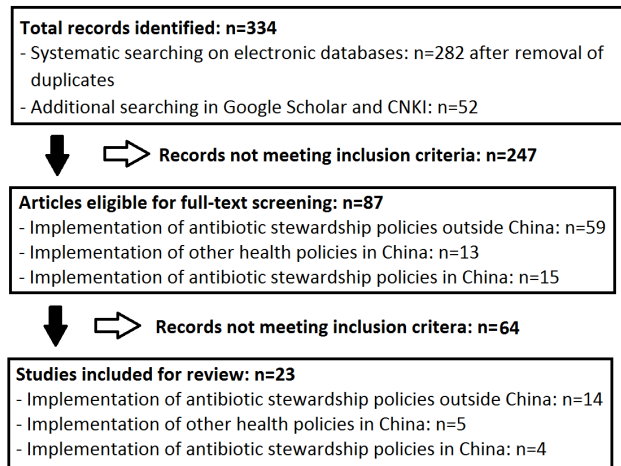 Total records identified: n=334
- Systematic searching on electronic databases: n=282 after removal of
duplicates
- Additional searching in Google Scholar and CNKI: n=52
Records not meeting inclusion criteria: n=247
Articles eligible for full-text screening: n=87
- Implementation of antibiotic stewardship policies outside China: n=59
- Implementation of other health policies in China: n=13
- Implementation of antibiotic stewardship policies in China: n=15
Records not meeting inclusion critera: n=64
Studies included for review: n=23
- Implementation of antibiotic stewardship policies outside China: n=14
- Implementation of other health policies in China: n=5
- Implementation of antibiotic stewardship policies in China: n=4